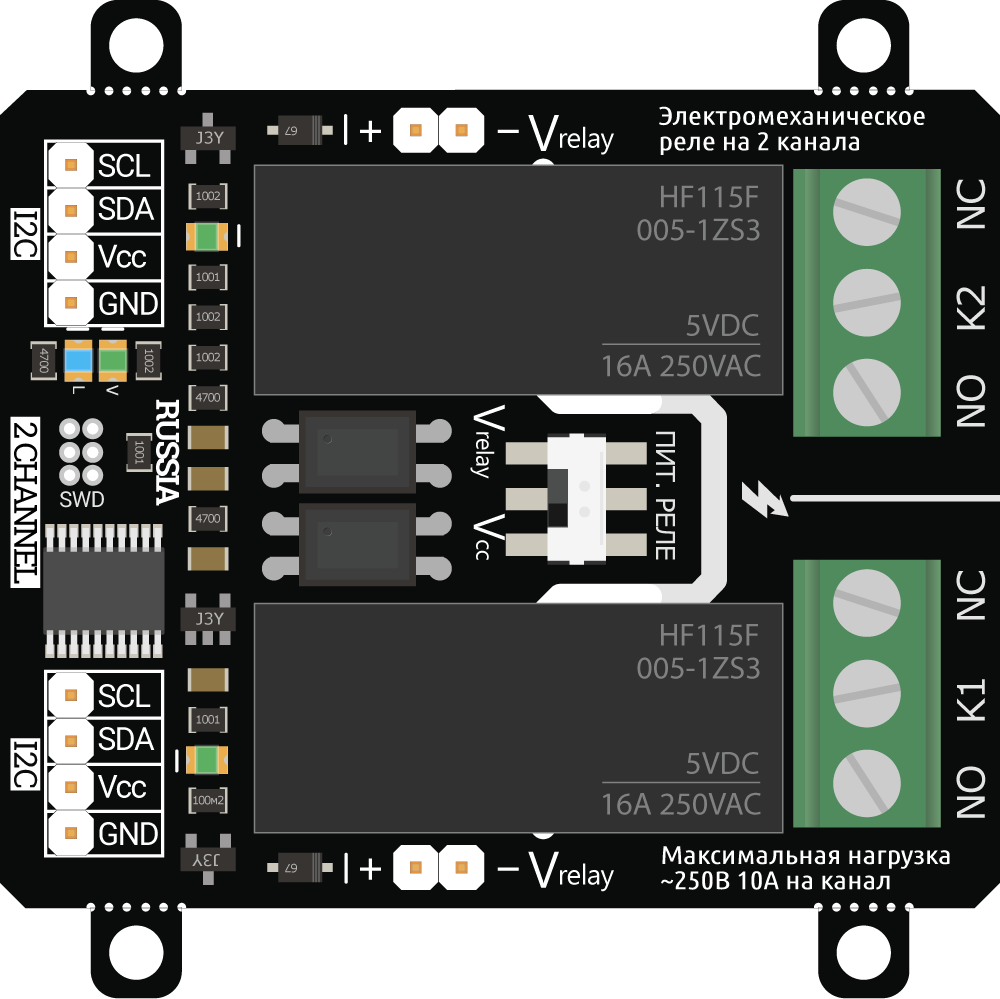 J3Y
67
+
– Vrelay
Электромеханическое
реле на 2 канала
I2C
SCL
SDA
Vcc
GND
1002
1001
1002
1002
4700
HF115F
005-1ZS3
5VDC
16A 250VAC
NC
K2
NO
4700
L
V
1002
RUSSIA
2 CHANNEL
1001
SWD
4700
Vrelay
Vcc
ПИТ. РЕЛЕ
J3Y
I2C
SCL
SDA
Vcc
GND
1001
100м2
J3Y
HF115F
005-1ZS3
5VDC
16A 250VAC
NC
K1
NO
67
+
– Vrelay
Максимальная нагрузка
~250В 10А на канал